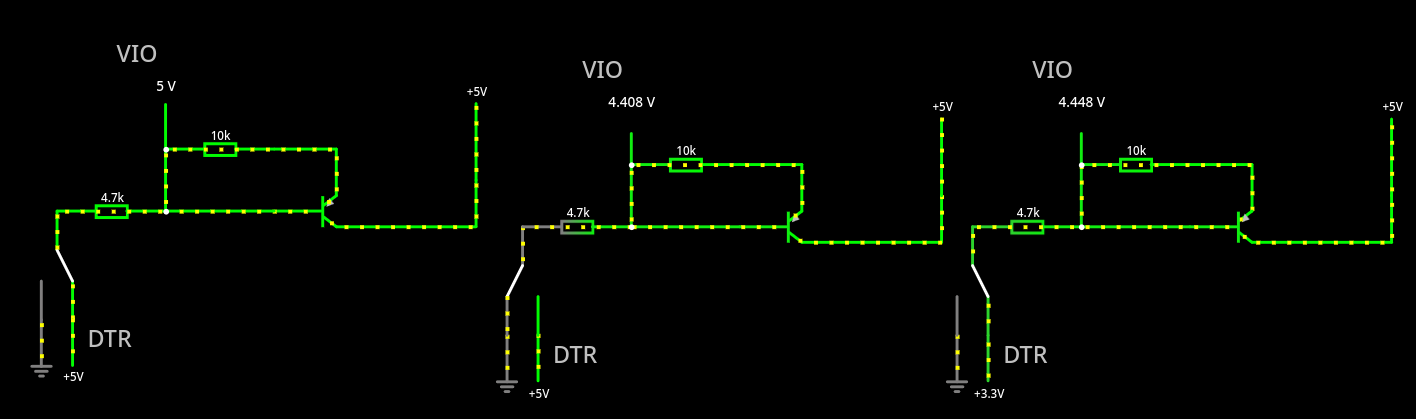 VIO
5 V
+5V
10k
4.7k
DTR
+5V
VIO
4.408 V
+5V
10k
4.7k
DTR
+5V
VIO
4.448 V
+5V
10k
4.7k
DTR
+3.3V